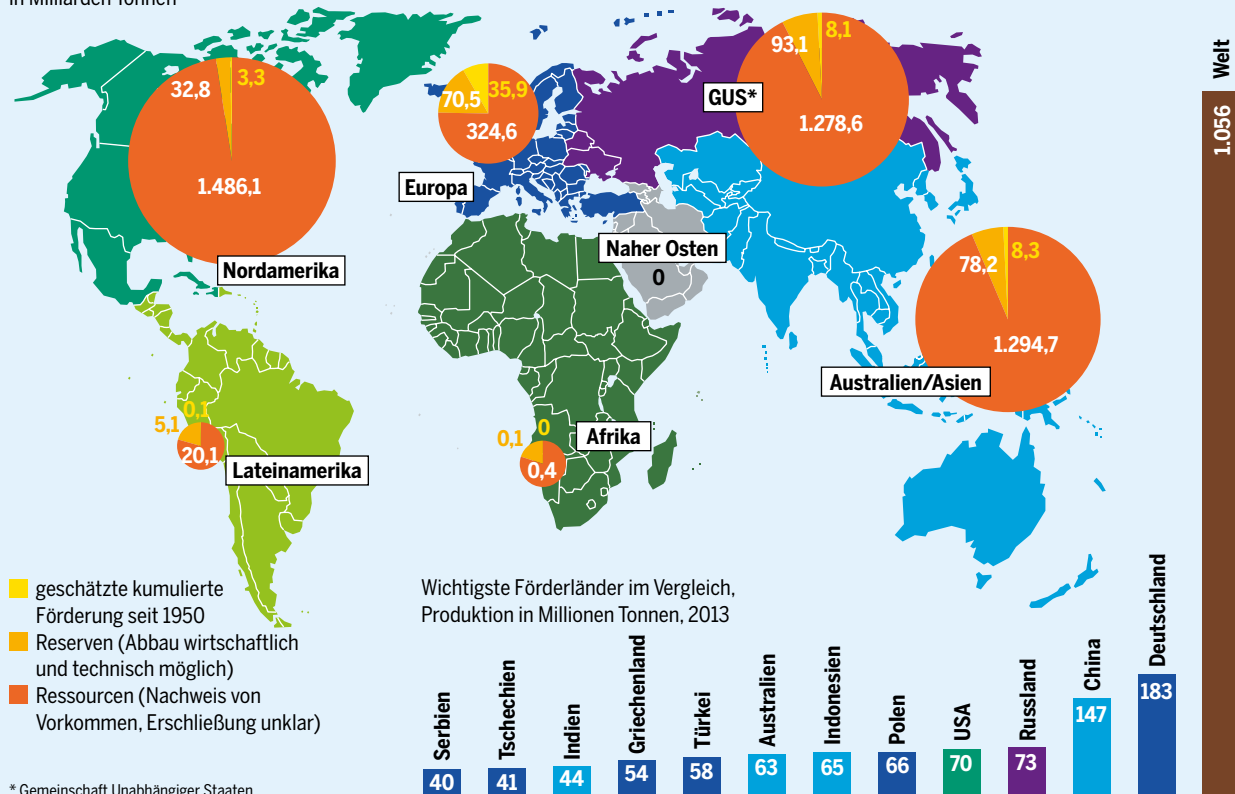 in Milliarden Tonnen
32,8
3,3
1.486,1
Nordamerika
70,5
35,9
324,6
Europa
93,1
8,1
GUS*
1.278,6
Naher Osten
0
78,2
8,3
1.294,7
Australien/Asien
0,1
5,1
20,1
Lateinamerika
0,1
0
0,4
Afrika
geschätzte kumulierte
Förderung seit 1950
Reserven (Abbau wirtschaftlich
und technisch möglich)
Ressourcen (Nachweis von
Vorkommen, Erschließung unklar)
* Gemeinschaft Unabhängiger Staaten
Wichtigste Förderländer im Vergleich,
Produktion in Millionen Tonnen, 2013
Serbien
40
Tschechien
41
Indien
44
Griechenland
54
Türkei
58
Australien
63
Indonesien
65
Polen
66
USA
70
Russland
73
China
147
Deutschland
183
Welt
1.056